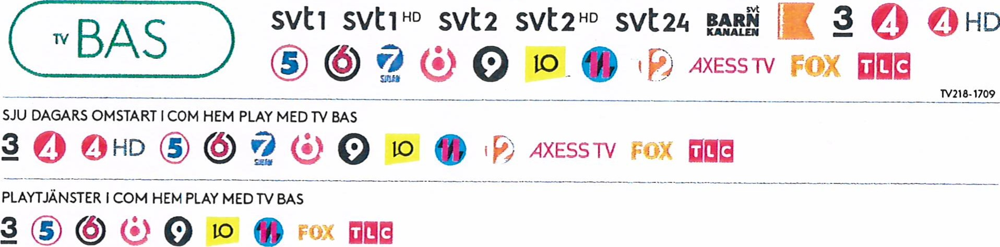 TV BAS
svt1 svt1 HD svt2 svt2 HD svt24 svt BARN KANALEN 3 4 4 HD
5 6 7 SJUAN 8 9 10 11 12 AXESS TV FOX TLC
TV218-1709
SJU DAGARS OMSTART I COM HEM PLAY MED TV BAS
3 4 4 HD 5 6 7 SJUAN 8 9 10 11 12 AXESS TV FOX TLC
PLAYTJÄNSTER I COM HEM PLAY MED TV BAS
3 5 6 8 9 10 11 FOX TLC